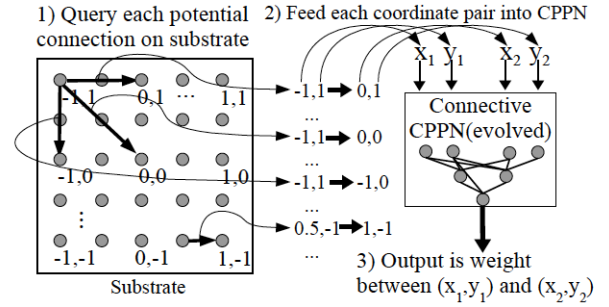 1) Query each potential
connection on substrate
-1,1 0,1 ... 1,1
-1,0 0,0 1,0
...
-1,-1 0,-1 1,-1
Substrate
2) Feed each coordinate pair into CPPN
x1 y1 x2 y2
-1,1 0,1
...
-1,1 0,0
...
-1,1 -1,0
...
0.5,-1 1,-1
...
Connective
CPPN(evolved)
3) Output is weight
between (x1,y1) and (x2,y2)